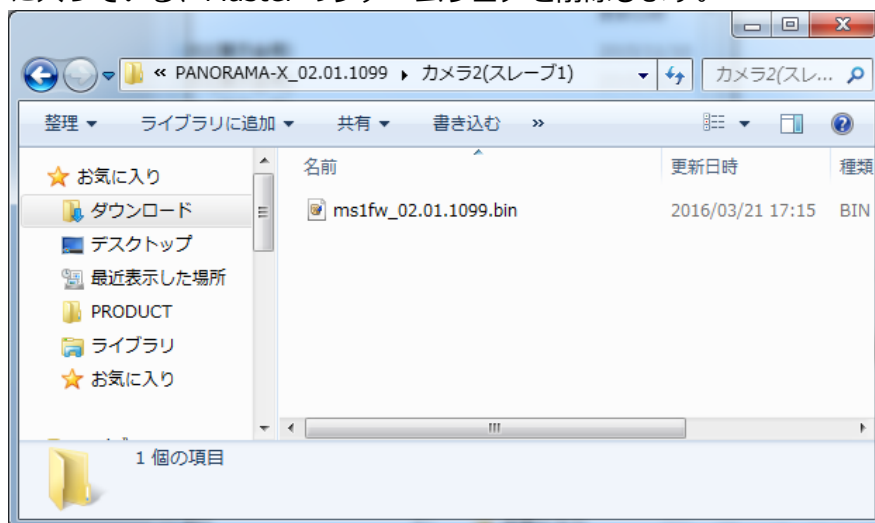 « PANORAMA-X_02.01.1099 ▸ カメラ2(スレーブ1)
カメラ2(スレ...
整理 ライブラリに追加 共有 書き込む »
名前 更新日時 種類
お気に入り
ダウンロード
デスクトップ
最近表示した場所
PRODUCT
ライブラリ
お気に入り
ms1fw_02.01.1099.bin 2016/03/21 17:15 BIN
1 個の項目